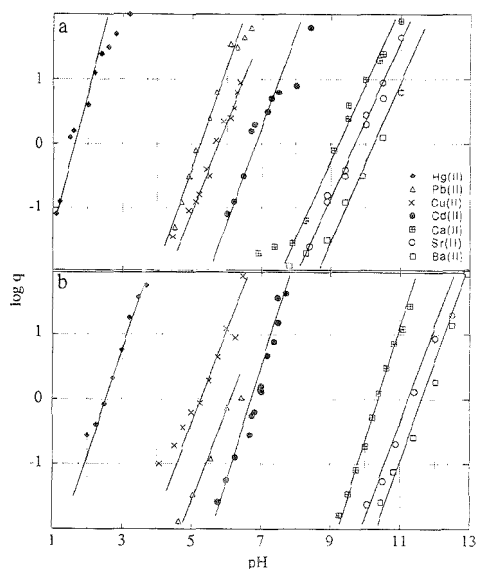 a
1
0
-1
Hg(II)
Pb(II)
Cu(II)
Cd(II)
Ca(II)
Sr(II)
Ba(II)
log q
b
1
0
-1
1
3
5
7
9
11
13
pH